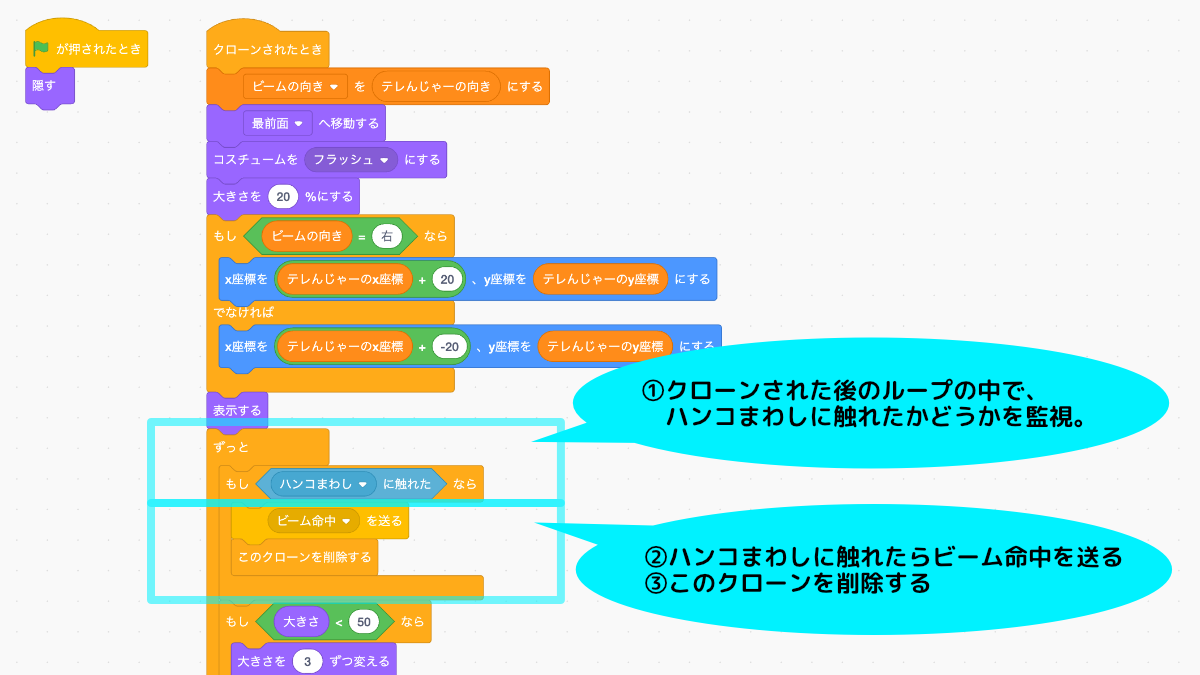 が押されたとき
隠す
クローンされたとき
ビームの向き を テレんじゃーの向き にする
最前面 へ移動する
コスチュームを フラッシュ にする
大きさを 20 %にする
もし ビームの向き = 右 なら
x座標を テレんじゃーのx座標 + 20 、y座標を テレんじゃーのy座標 にする
でなければ
x座標を テレんじゃーのx座標 + -20 、y座標を テレんじゃーのy座標 にする
表示する
ずっと
もし ハンコまわし に触れた なら
ビーム命中 を送る
このクローンを削除する
もし 大きさ < 50 なら
大きさを 3 ずつ変える
①クローンされた後のループの中で、
ハンコまわしに触れたかどうかを監視。
②ハンコまわしに触れたらビーム命中を送る
③このクローンを削除する